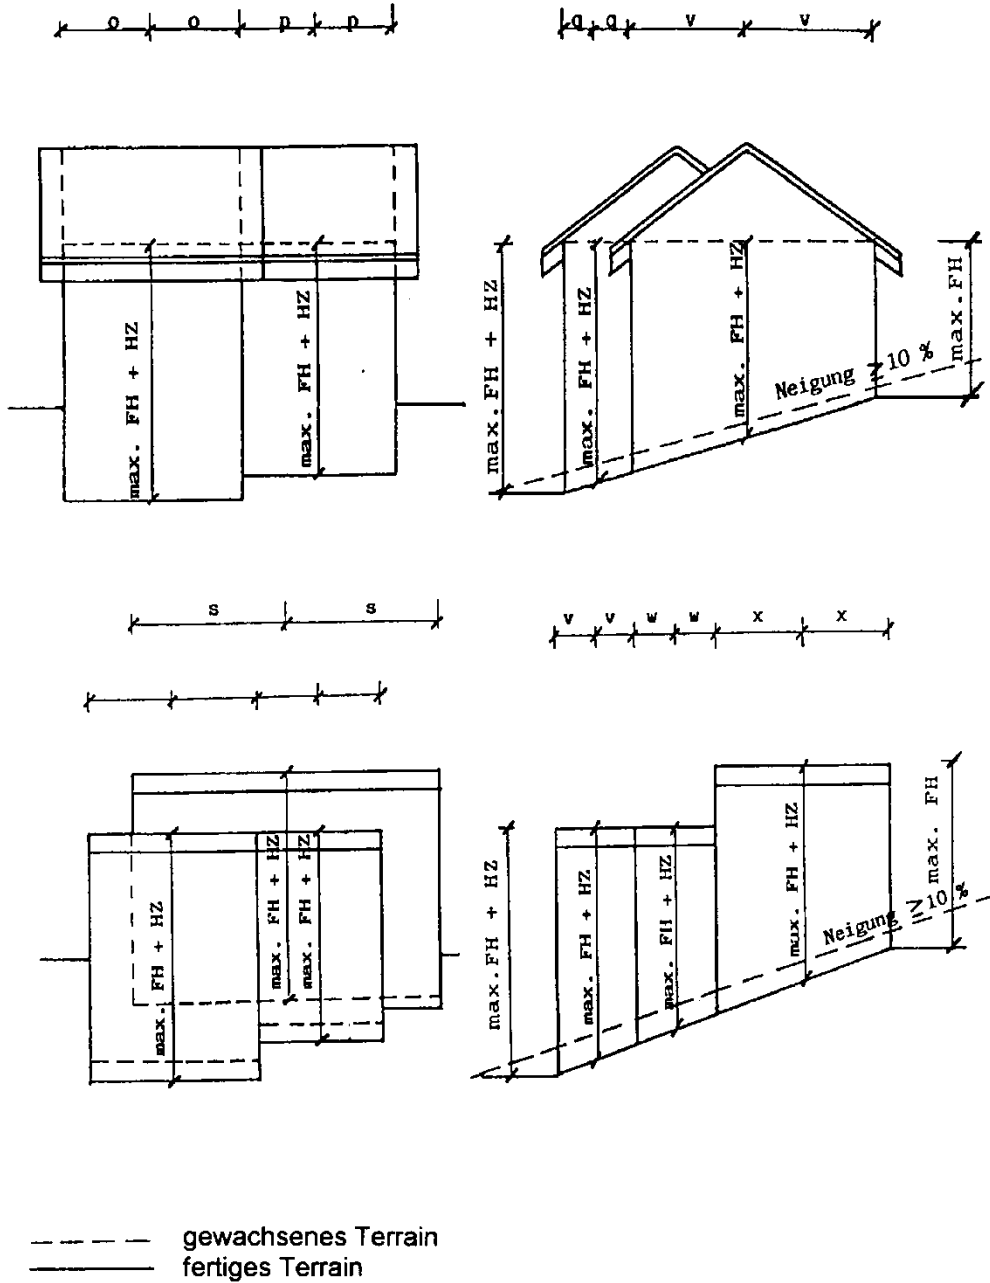 o o p p
q q v v
max. FH + HZ
max. FH + HZ
max.FH + HZ
max. FH + HZ
max. FH + HZ
Neigung ≥ 10 %
max.FH
s s
v v w w x x
max. FH + HZ
max. FH + HZ
max. FH + HZ
max.FH + HZ
max. FH + HZ
max. FH + HZ
max. FH + HZ
Neigung ≥ 10 %
max. FH
gewachsenes Terrain
fertiges Terrain